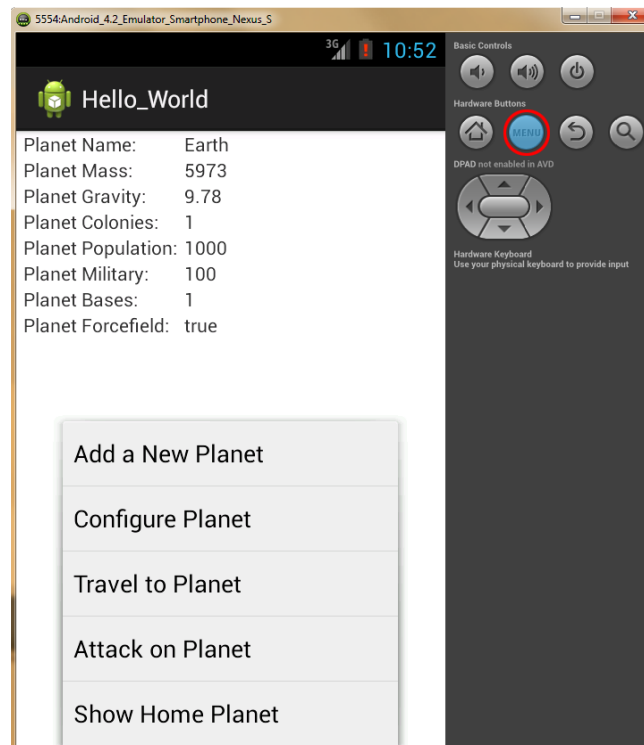 5554:Android_4.2_Emulator_Smartphone_Nexus_S
3G 10:52
Hello_World
Planet Name: Earth
Planet Mass: 5973
Planet Gravity: 9.78
Planet Colonies: 1
Planet Population: 1000
Planet Military: 100
Planet Bases: 1
Planet Forcefield: true
Add a New Planet
Configure Planet
Travel to Planet
Attack on Planet
Show Home Planet
Basic Controls
Hardware Buttons
MENU
DPAD not enabled in AVD
Hardware Keyboard
Use your physical keyboard to provide input